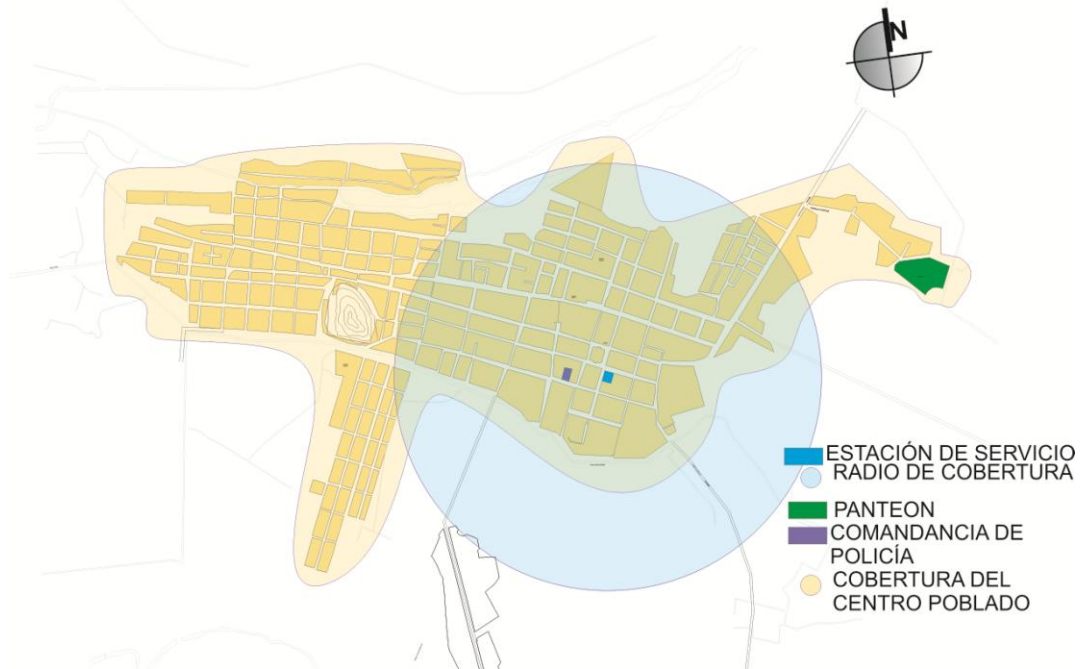 N
ESTACIÓN DE SERVICIO
RADIO DE COBERTURA
PANTEON
COMANDANCIA DE
POLICÍA
COBERTURA DEL
CENTRO POBLADO